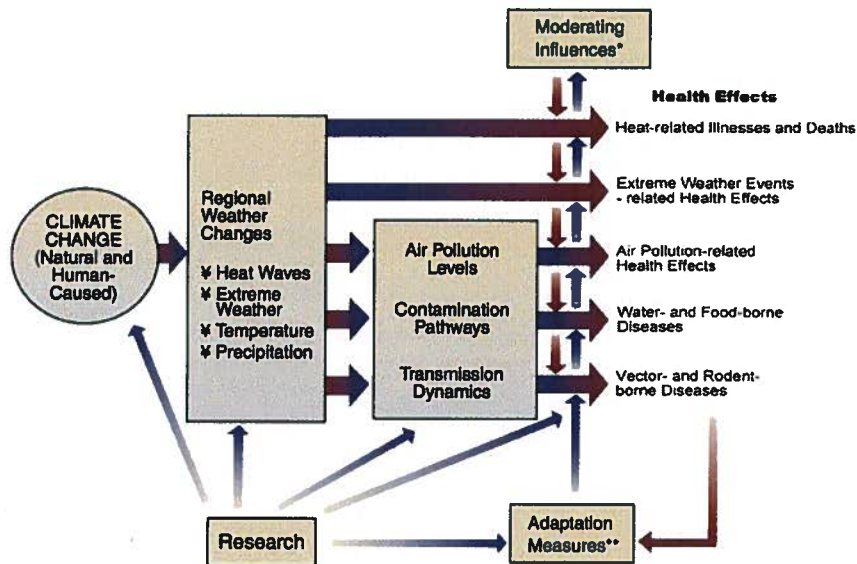 Moderating
Influences*
Health Effects
Heat-related Illnesses and Deaths
Extreme Weather Events
- related Health Effects
Regional
Weather
Changes
¥ Heat Waves
¥ Extreme
Weather
¥ Temperature
¥ Precipitation
CLIMATE
CHANGE
(Natural and
Human-
Caused)
Air Pollution
Levels
Contamination
Pathways
Transmission
Dynamics
Air Pollution-related
Health Effects
Water- and Food-borne
Diseases
Vector- and Rodent-
borne Diseases
Research
Adaptation
Measures**